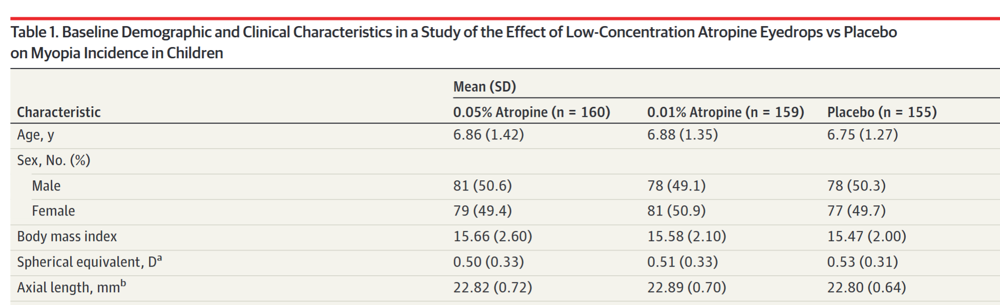 Table 1. Baseline Demographic and Clinical Characteristics in a Study of the Effect of Low-Concentration Atropine Eyedrops vs Placebo
on Myopia Incidence in Children
Mean (SD)
Characteristic 0.05% Atropine (n = 160) 0.01% Atropine (n = 159) Placebo (n = 155)
Age, y 6.86 (1.42) 6.88 (1.35) 6.75 (1.27)
Sex, No. (%)
Male 81 (50.6) 78 (49.1) 78 (50.3)
Female 79 (49.4) 81 (50.9) 77 (49.7)
Body mass index 15.66 (2.60) 15.58 (2.10) 15.47 (2.00)
Spherical equivalent, Dᵃ 0.50 (0.33) 0.51 (0.33) 0.53 (0.31)
Axial length, mmᵇ 22.82 (0.72) 22.89 (0.70) 22.80 (0.64)